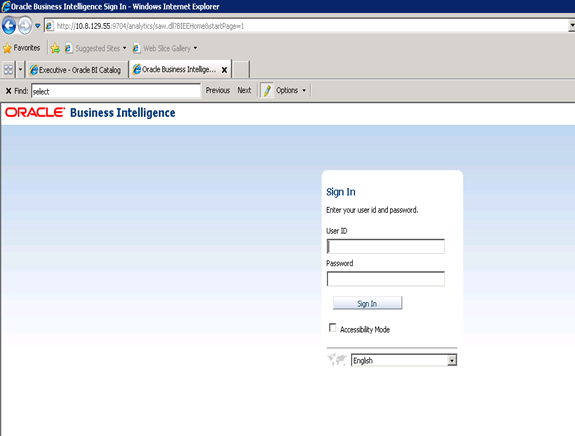 Oracle Business Intelligence Sign In - Windows Internet Explorer
http://10.8.129.55:9704/analytics/saw.dll?BIEEHome&startPage=1
Favorites Suggested Sites Web Slice Gallery
Executive - Oracle BI Catalog Oracle Business Intellige... X
X Find: select Previous Next Options
ORACLE Business Intelligence
Sign In
Enter your user id and password.
User ID
Password
Sign In
Accessibility Mode
English